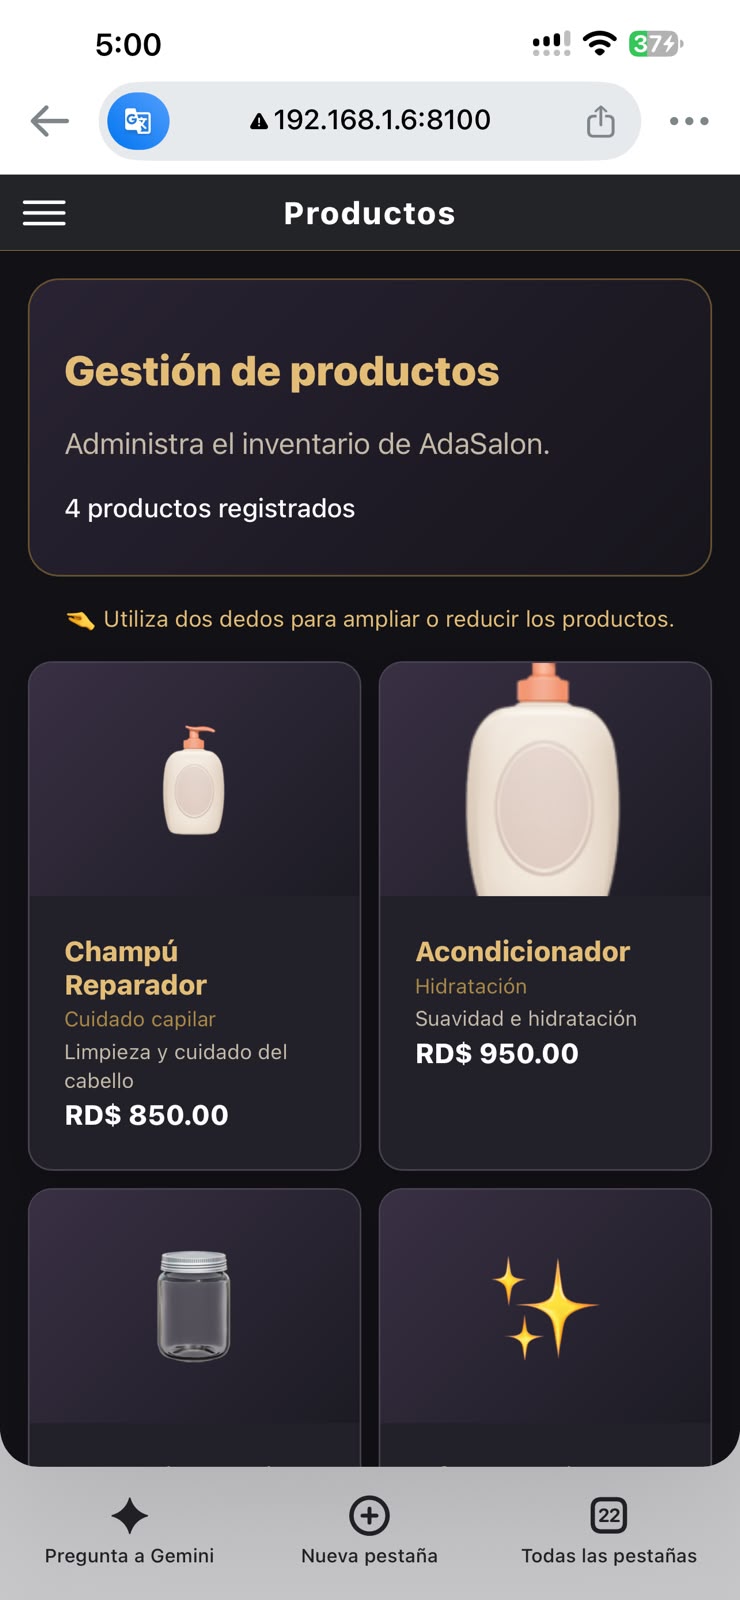 5:00
37
192.168.1.6:8100
Productos
Gestión de productos
Administra el inventario de AdaSalon.
4 productos registrados
Utiliza dos dedos para ampliar o reducir los productos.
Champú
Reparador
Cuidado capilar
Limpieza y cuidado del
cabello
RD$ 850.00
Acondicionador
Hidratación
Suavidad e hidratación
RD$ 950.00
Pregunta a Gemini
Nueva pestaña
22
Todas las pestañas